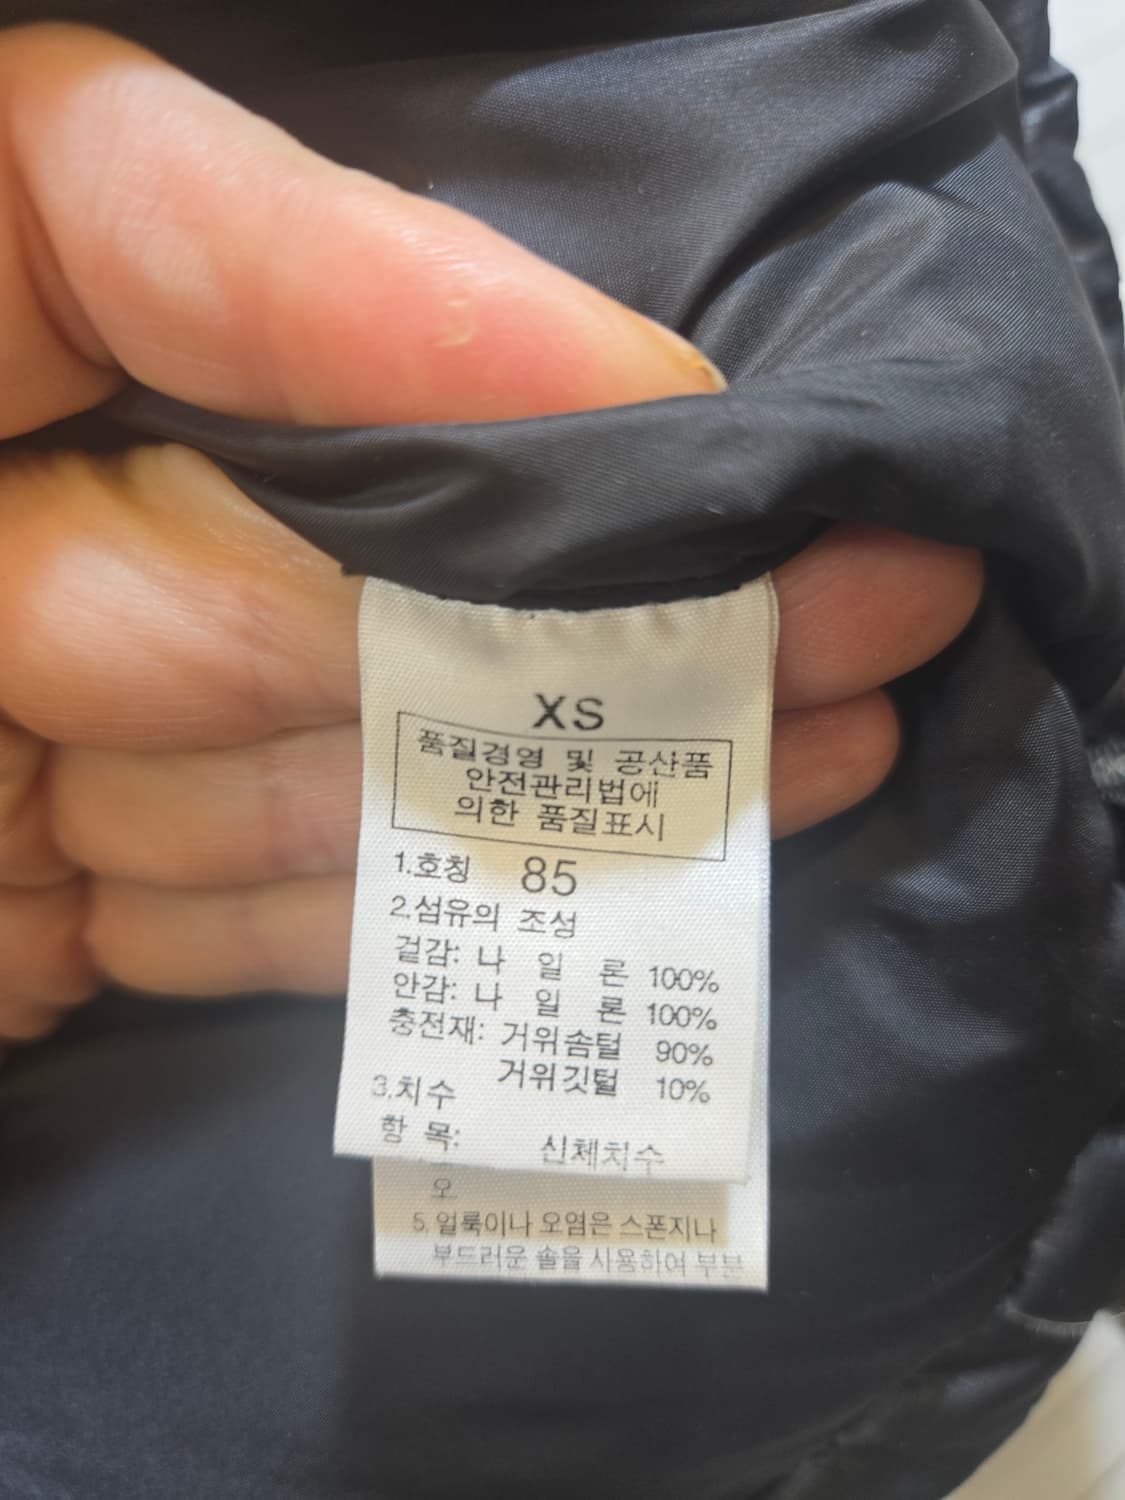 XS
품질경영 및 공산품
안전관리법에
의한 품질표시
1.호칭 85
2.섬유의 조성
겉감: 나 일 론 100%
안감: 나 일 론 100%
충전재: 거위솜털 90%
거위깃털 10%
3.치수
항 목: 신체치수
오
5. 얼룩이나 오염은 스폰지나
부드러운 솔을 사용하여 부분